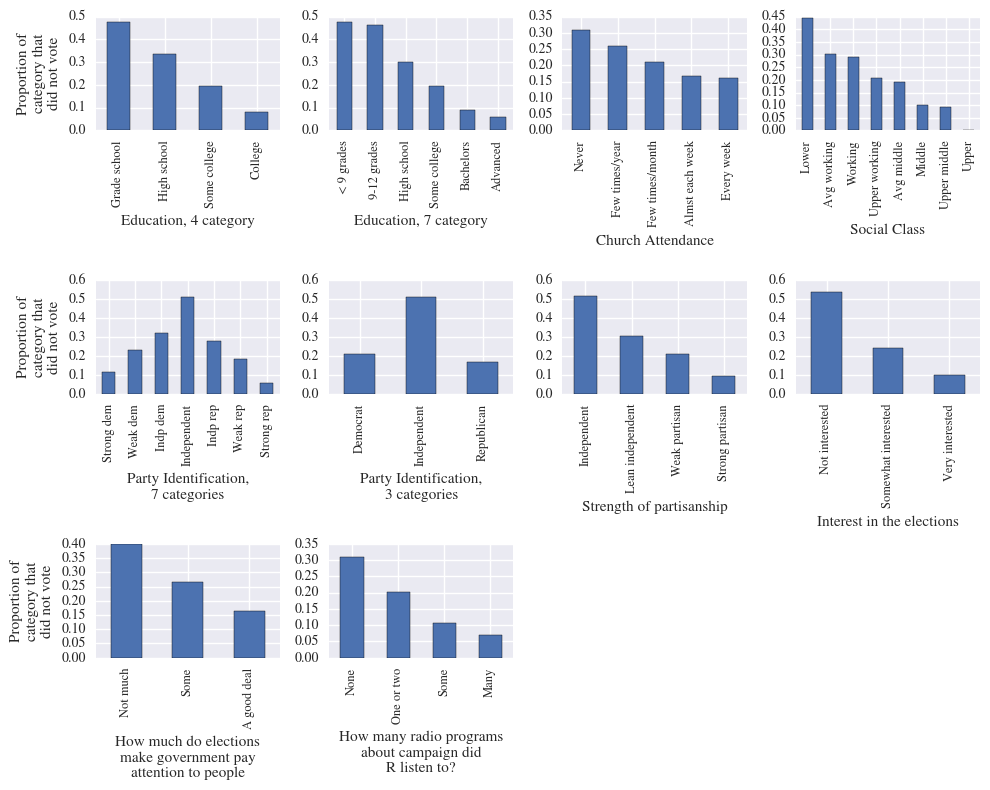 Proportion of
category that
did not vote
0.5
0.4
0.3
0.2
0.1
0.0
Grade school
High school
Some college
College
Education, 4 category
0.5
0.4
0.3
0.2
0.1
0.0
< 9 grades
9-12 grades
High school
Some college
Bachelors
Advanced
Education, 7 category
0.35
0.30
0.25
0.20
0.15
0.10
0.05
0.00
Never
Few times/year
Few times/month
Almst each week
Every week
Church Attendance
0.45
0.40
0.35
0.30
0.25
0.20
0.15
0.10
0.05
0.00
Lower
Avg working
Working
Upper working
Avg middle
Middle
Upper middle
Upper
Social Class
Proportion of
category that
did not vote
0.6
0.5
0.4
0.3
0.2
0.1
0.0
Strong dem
Weak dem
Indp dem
Independent
Indp rep
Weak rep
Strong rep
Party Identification,
7 categories
0.6
0.5
0.4
0.3
0.2
0.1
0.0
Democrat
Independent
Republican
Party Identification,
3 categories
0.6
0.5
0.4
0.3
0.2
0.1
0.0
Independent
Lean independent
Weak partisan
Strong partisan
Strength of partisanship
0.6
0.5
0.4
0.3
0.2
0.1
0.0
Not interested
Somewhat interested
Very interested
Interest in the elections
Proportion of
category that
did not vote
0.40
0.35
0.30
0.25
0.20
0.15
0.10
0.05
0.00
Not much
Some
A good deal
How much do elections
make government pay
attention to people
0.35
0.30
0.25
0.20
0.15
0.10
0.05
0.00
None
One or two
Some
Many
How many radio programs
about campaign did
R listen to?